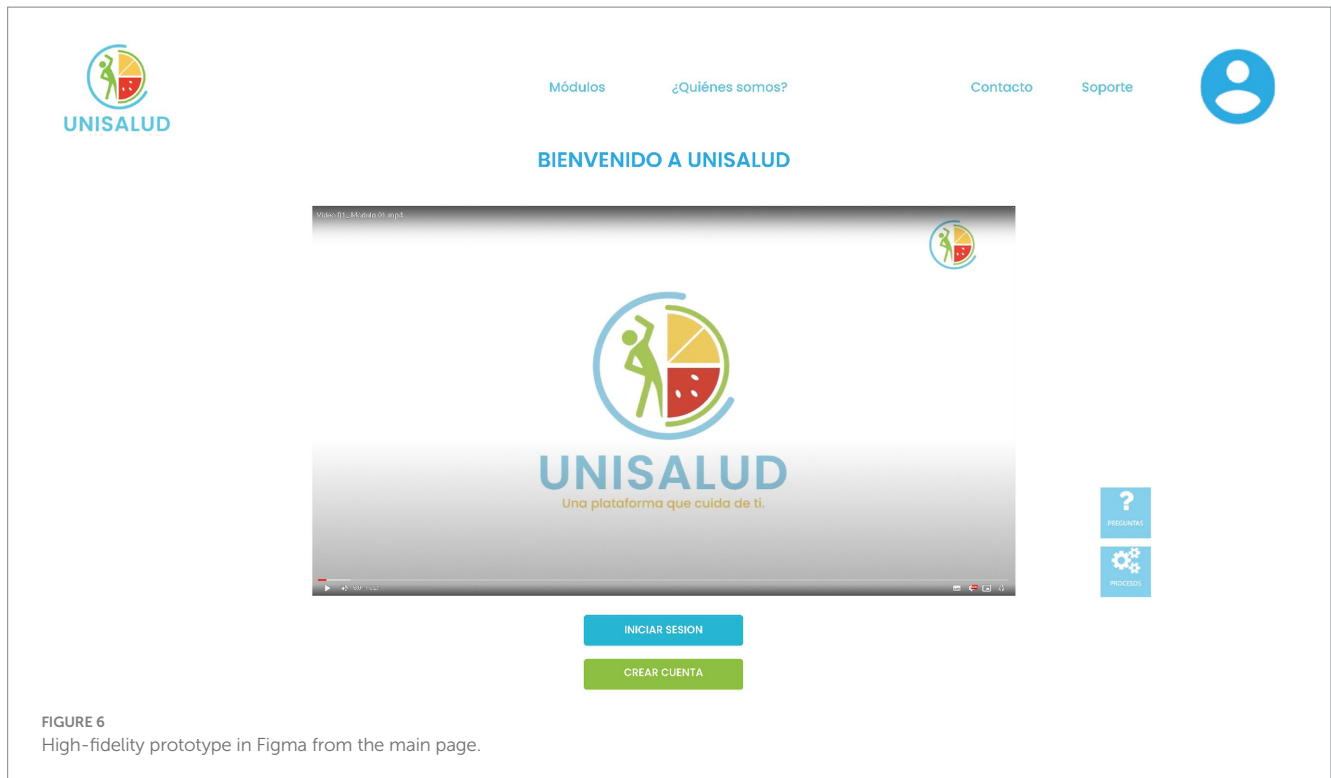 UNISALUD
Módulos ¿Quiénes somos? Contacto Soporte
BIENVENIDO A UNISALUD
UNISALUD
Una plataforma que cuida de ti.
PREGUNTAS
PROCESOS
INICIAR SESION
CREAR CUENTA
FIGURE 6
High-fidelity prototype in Figma from the main page.